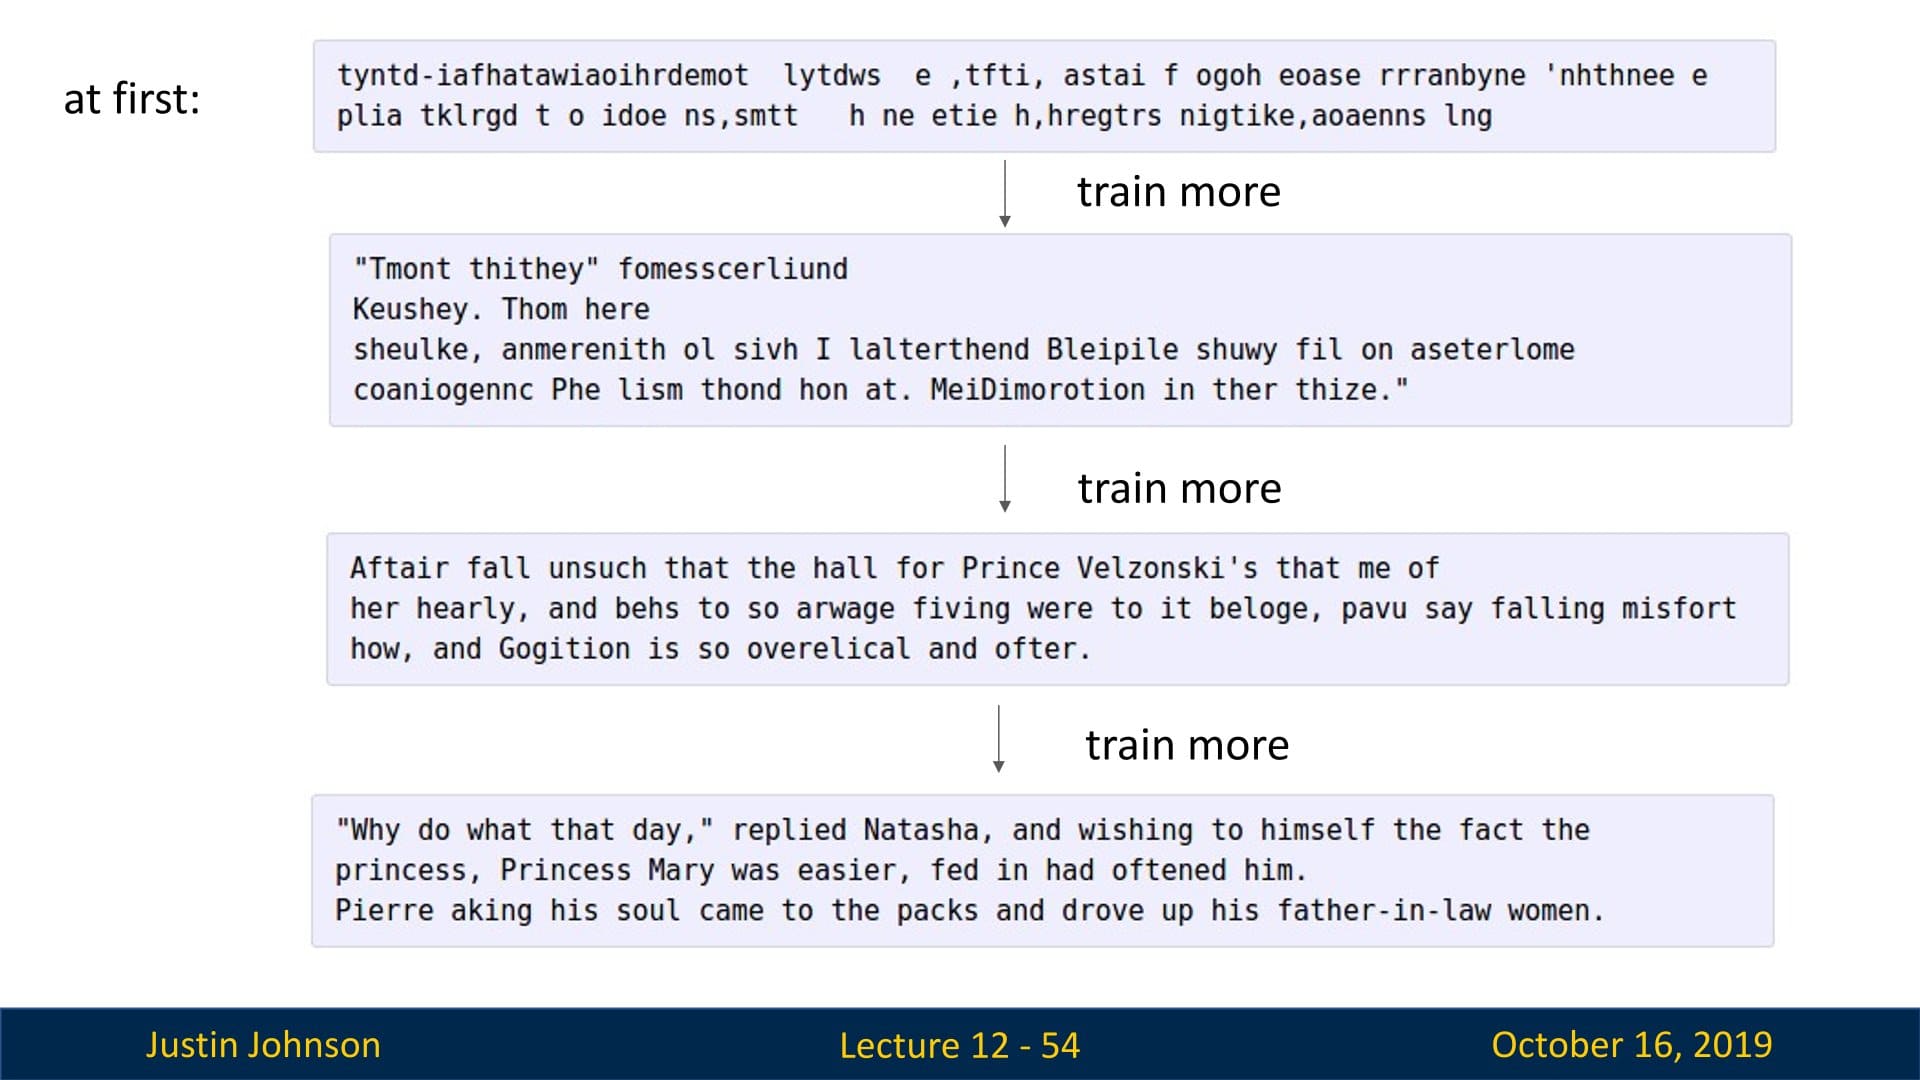 at first:
tyntd-iafhatawiaoihrdemot  lytdws  e ,tfti, astai f ogoh eoase rrranbyne 'nhthnee e
plia tklrgd t o idoe ns,smtt   h ne etie h,hregtrs nigtike,aoaenns lng
train more
"Tmont thithey" fomesscerliund
Keushey. Thom here
sheulke, anmerenith ol sivh I lalterthend Bleipile shuwy fil on aseterlome
coaniogennc Phe lism thond hon at. MeiDimorotion in ther thize."
train more
Aftair fall unsuch that the hall for Prince Velzonski's that me of
her hearly, and behs to so arwage fiving were to it beloge, pavu say falling misfort
how, and Gogition is so overelical and ofter.
train more
"Why do what that day," replied Natasha, and wishing to himself the fact the
princess, Princess Mary was easier, fed in had oftened him.
Pierre aking his soul came to the packs and drove up his father-in-law women.
Justin Johnson
Lecture 12 - 54
October 16, 2019